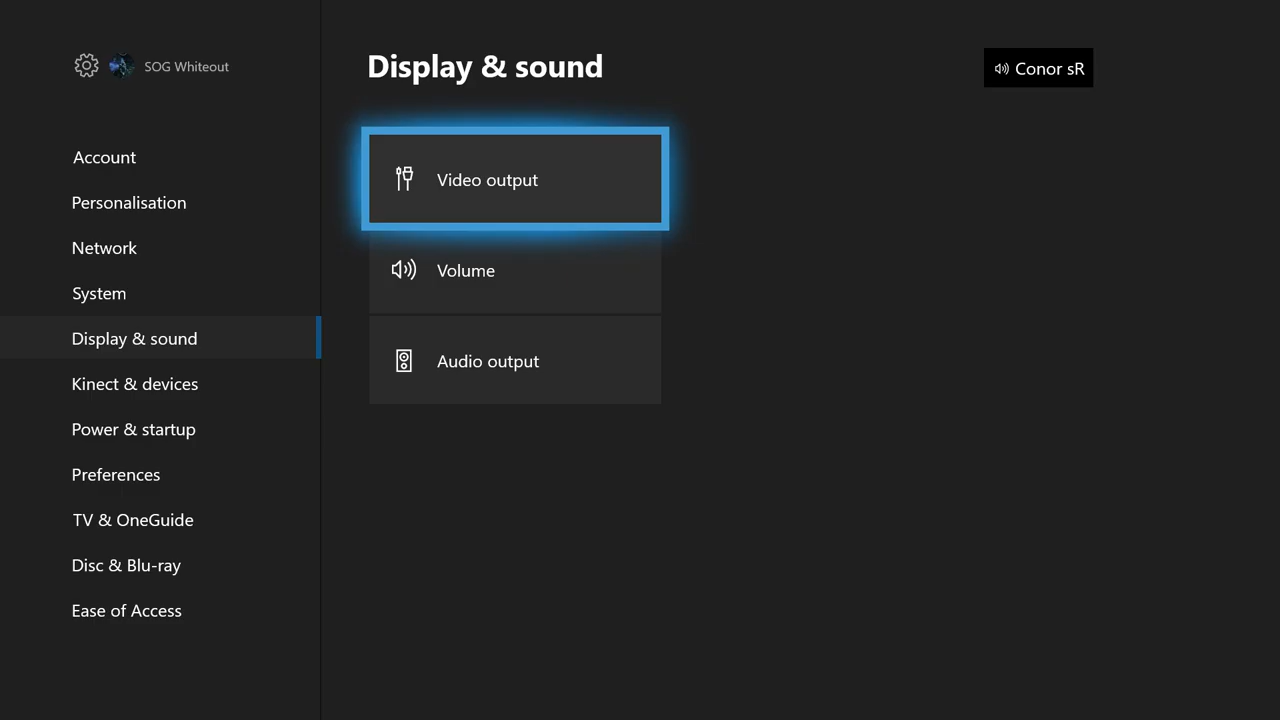 SOG Whiteout
Display & sound
Conor sR
Account
Personalisation
Network
System
Display & sound
Kinect & devices
Power & startup
Preferences
TV & OneGuide
Disc & Blu-ray
Ease of Access
Video output
Volume
Audio output